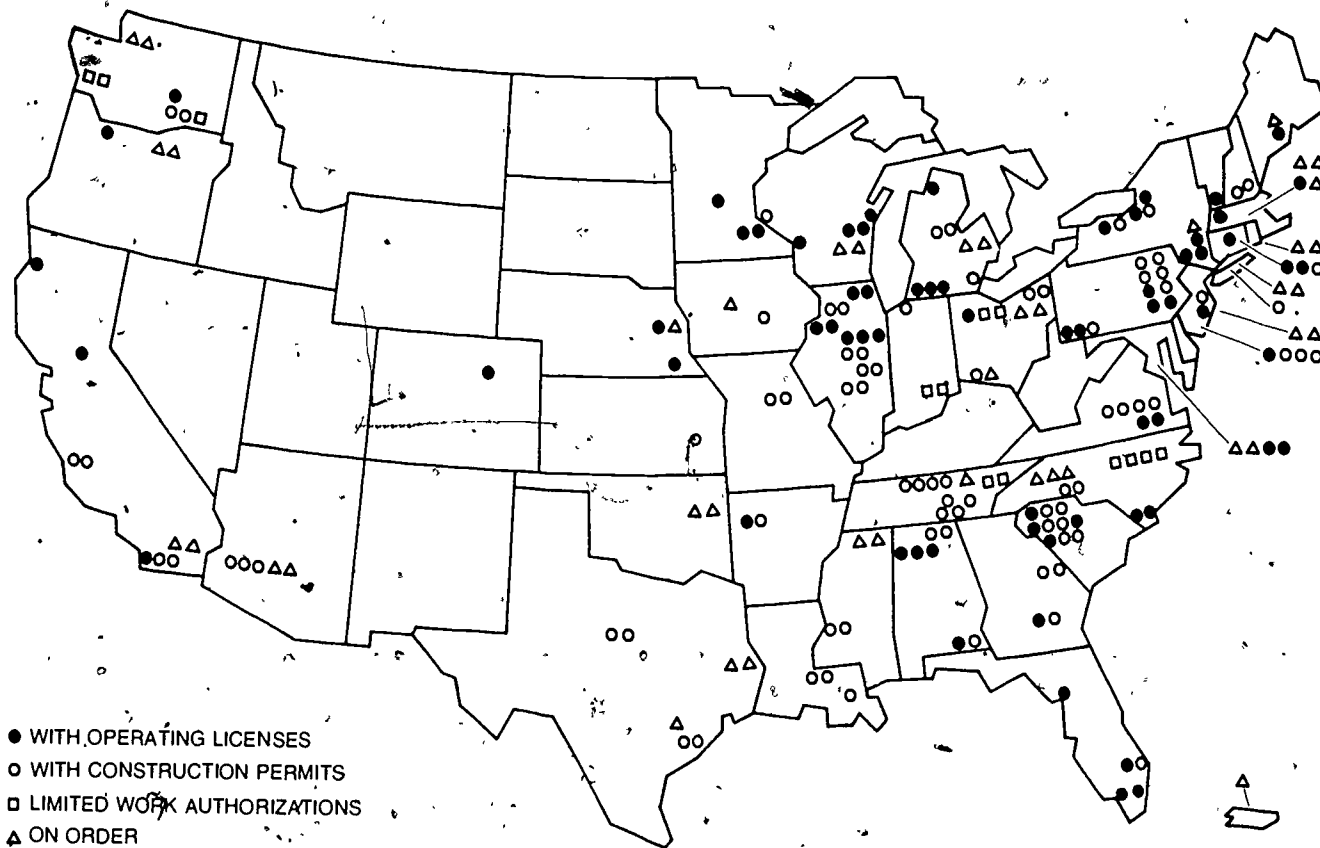 ● WITH OPERATING LICENSES
○ WITH CONSTRUCTION PERMITS
□ LIMITED WORK AUTHORIZATIONS
△ ON ORDER